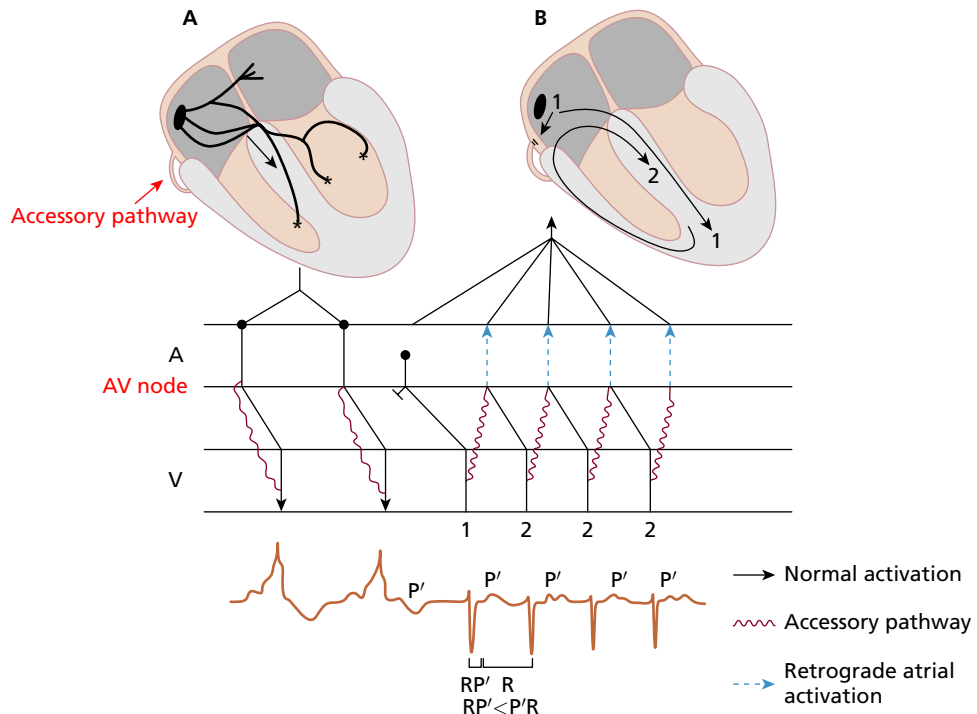 A
B
1
2
1
Accessory pathway
A
AV node
V
1 2 2 2
P′ P′ P′ P′ P′
RP′ R
RP′<P′R
Normal activation
Accessory pathway
Retrograde atrial
activation